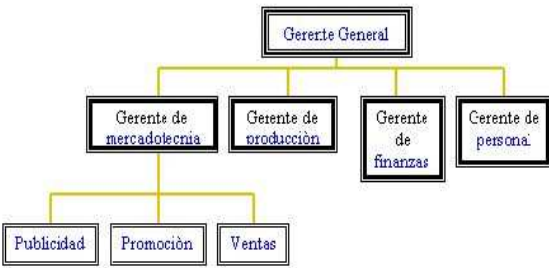 Gerente General
Gerente de
mercadotecnia
Gerente de
producciòn
Gerente
de
finanzas
Gerente de
personal
Publicidad
Promociòn
Ventas